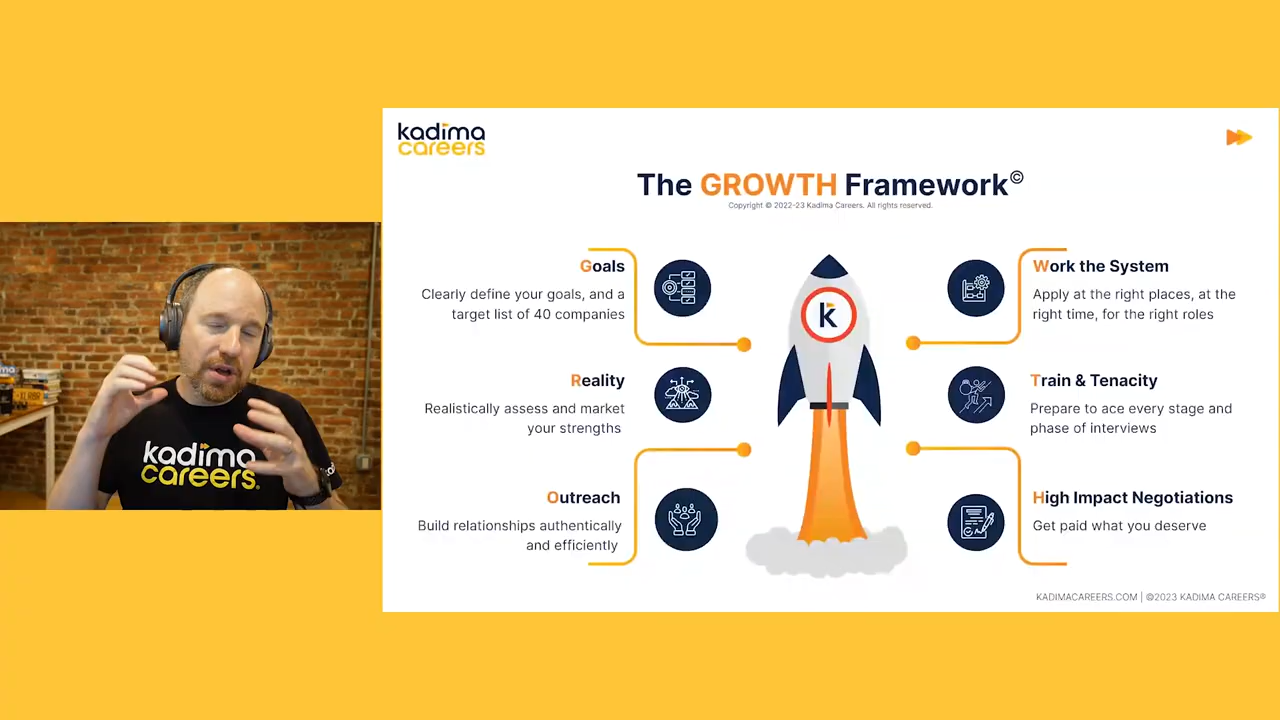 kadima
careers
The GROWTH Framework©
Copyright © 2022-23 Kadima Careers. All rights reserved.
Goals
Clearly define your goals, and a
target list of 40 companies
Reality
Realistically assess and market
your strengths
Outreach
Build relationships authentically
and efficiently
k
Work the System
Apply at the right places, at the
right time, for the right roles
Train & Tenacity
Prepare to ace every stage and
phase of interviews
High Impact Negotiations
Get paid what you deserve
KADIMACAREERS.COM | ©2023 KADIMA CAREERS®
kadima
careers.